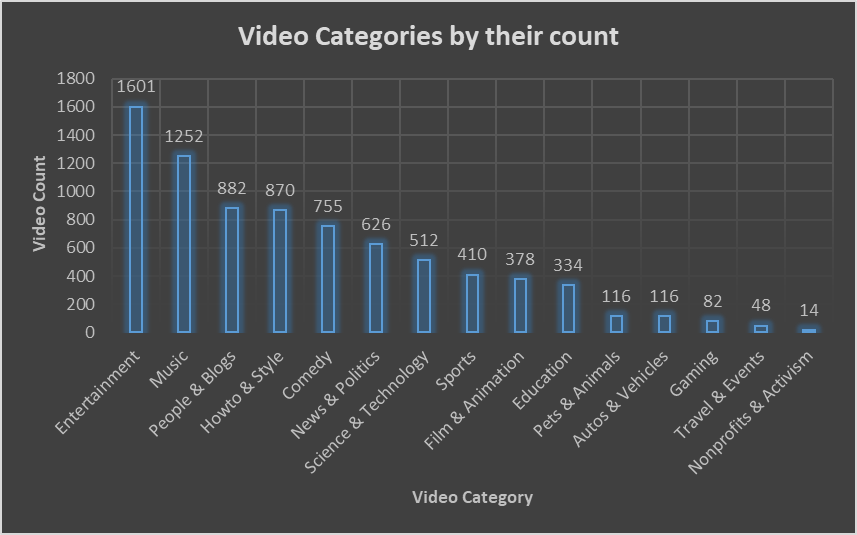 Video Categories by their count
Video Count
1800
1600
1400
1200
1000
800
600
400
200
0
1601
1252
882
870
755
626
512
410
378
334
116
116
82
48
14
Entertainment
Music
People & Blogs
Howto & Style
Comedy
News & Politics
Science & Technology
Sports
Film & Animation
Education
Pets & Animals
Autos & Vehicles
Gaming
Travel & Events
Nonprofits & Activism
Video Category